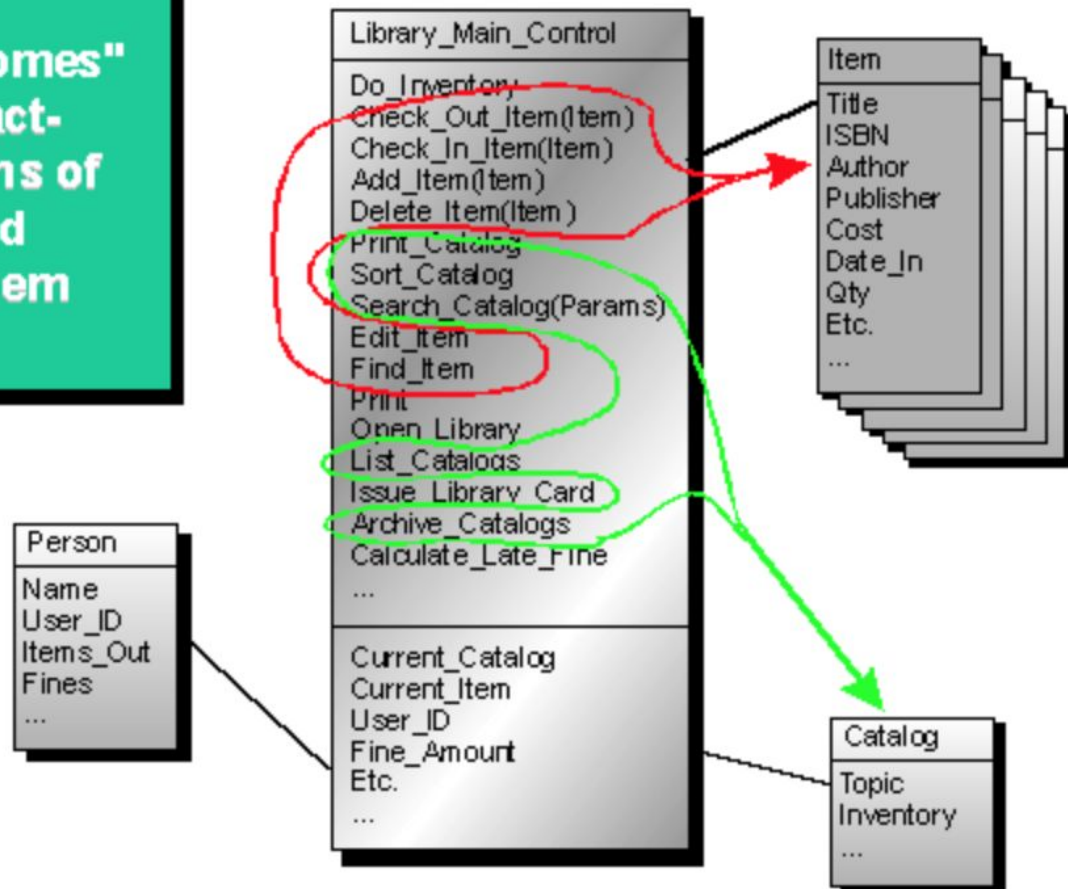 omes"
act-
ns of
d
em
Library_Main_Control
Do_Inventory
Check_Out_Item(Item)
Check_In_Item(Item)
Add_Item(Item)
Delete_Item(Item)
Print_Catalog
Sort_Catalog
Search_Catalog(Params)
Edit_Item
Find_Item
Print
Open_Library
List_Catalogs
Issue_Library_Card
Archive_Catalogs
Calculate_Late_Fine
...
Current_Catalog
Current_Item
User_ID
Fine_Amount
Etc.
...
Item
Title
ISBN
Author
Publisher
Cost
Date_In
Qty
Etc.
...
Person
Name
User_ID
Items_Out
Fines
...
Catalog
Topic
Inventory
...